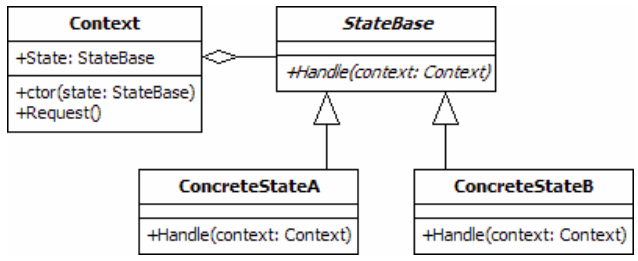 Context
+State: StateBase
+ctor(state: StateBase)
+Request()
StateBase
+Handle(context: Context)
ConcreteStateA
+Handle(context: Context)
ConcreteStateB
+Handle(context: Context)